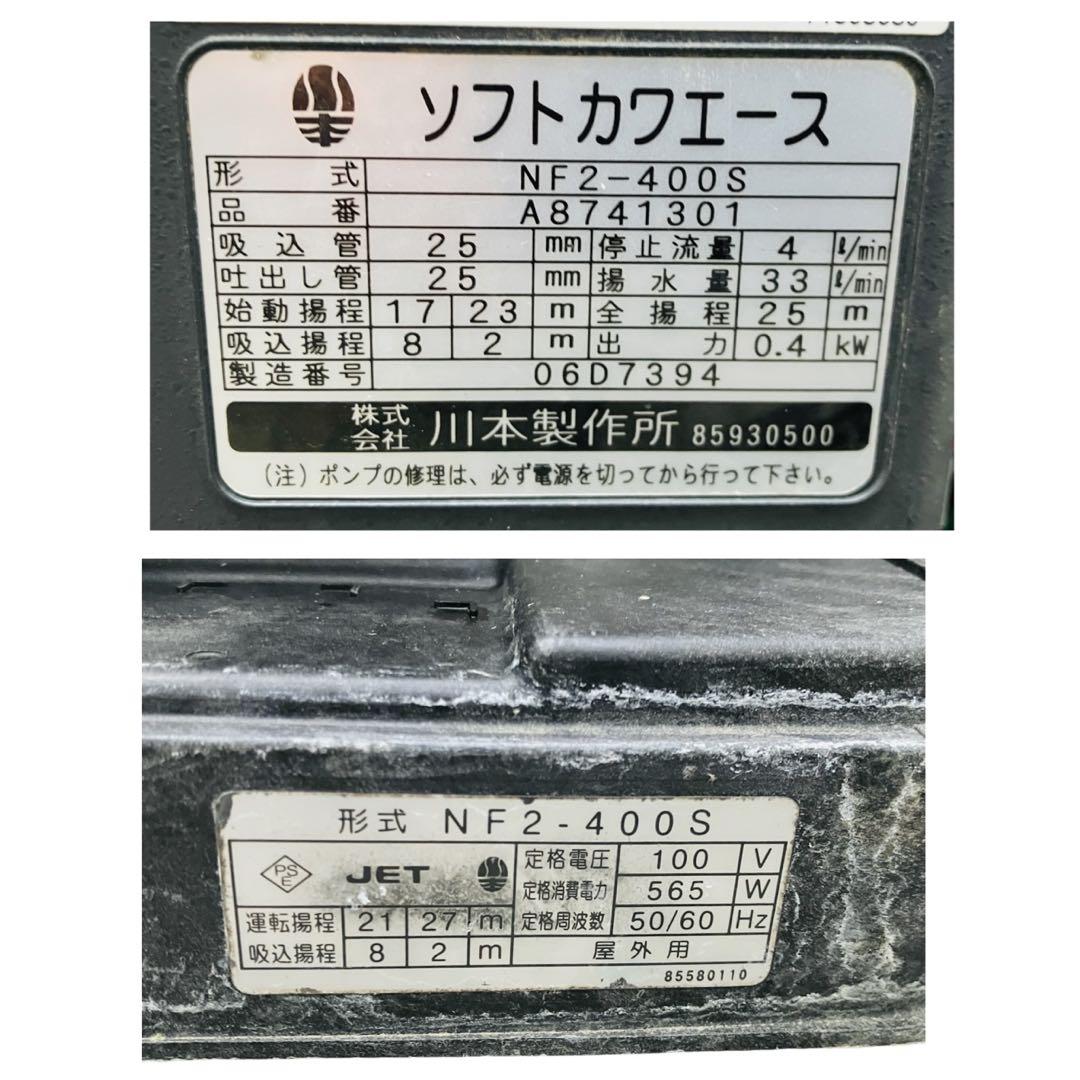 ソフトカワエース
形式 NF2-400S
品番 A8741301
吸込管 25 mm 停止流量 4 ℓ/min
吐出し管 25 mm 揚水量 33 ℓ/min
始動揚程 17 23 m 全揚程 25 m
吸込揚程 8 2 m 出力 0.4 kW
製造番号 06D7394
株式会社 川本製作所 85930500
(注) ポンプの修理は、必ず電源を切ってから行って下さい。
形式 NF2-400S
PSE JET 定格電圧 100 V
定格消費電力 565 W
運転揚程 21 27 m 定格周波数 50/60 Hz
吸込揚程 8 2 m 屋外用
85580110